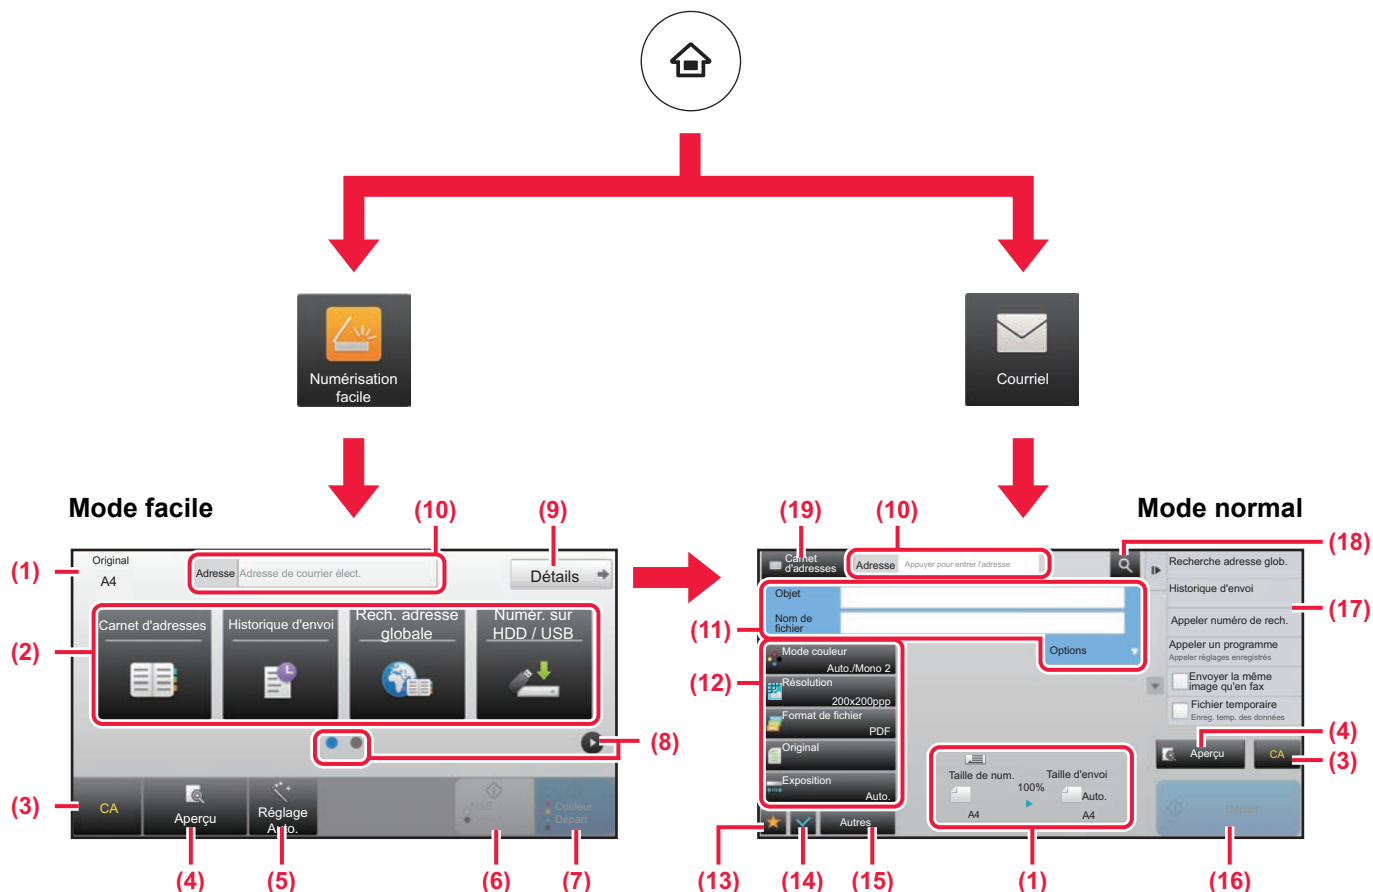 Numérisation
facile
Courriel
Mode facile
Mode normal
(10)
(9)
(19)
(10)
(18)
(1)
Original
A4
Adresse Adresse de courrier élect.
Détails
Carnet
d'adresses
Adresse Appuyer pour entrer l'adresse
Recherche adresse glob.
Historique d'envoi
Appeler numéro de rech.
Appeler un programme
Appeler réglages enregistrés
Envoyer la même
image qu'en fax
Fichier temporaire
Enreg. temp. des données
(17)
(2)
Carnet d'adresses
Historique d'envoi
Rech. adresse
globale
Numér. sur
HDD / USB
(11)
Objet
Nom de
fichier
Options
(12)
Mode couleur
Auto./Mono 2
Résolution
200x200ppp
Format de fichier
PDF
Original
Exposition
Auto.
(8)
(4)
Aperçu
CA
(3)
Taille de num.
100%
Taille d'envoi
Auto.
A4
A4
(3)
CA
Aperçu
Réglage
Auto.
Couleur
Départ
Autres
Départ
(4)
(5)
(6)
(7)
(13)
(14)
(15)
(1)
(16)